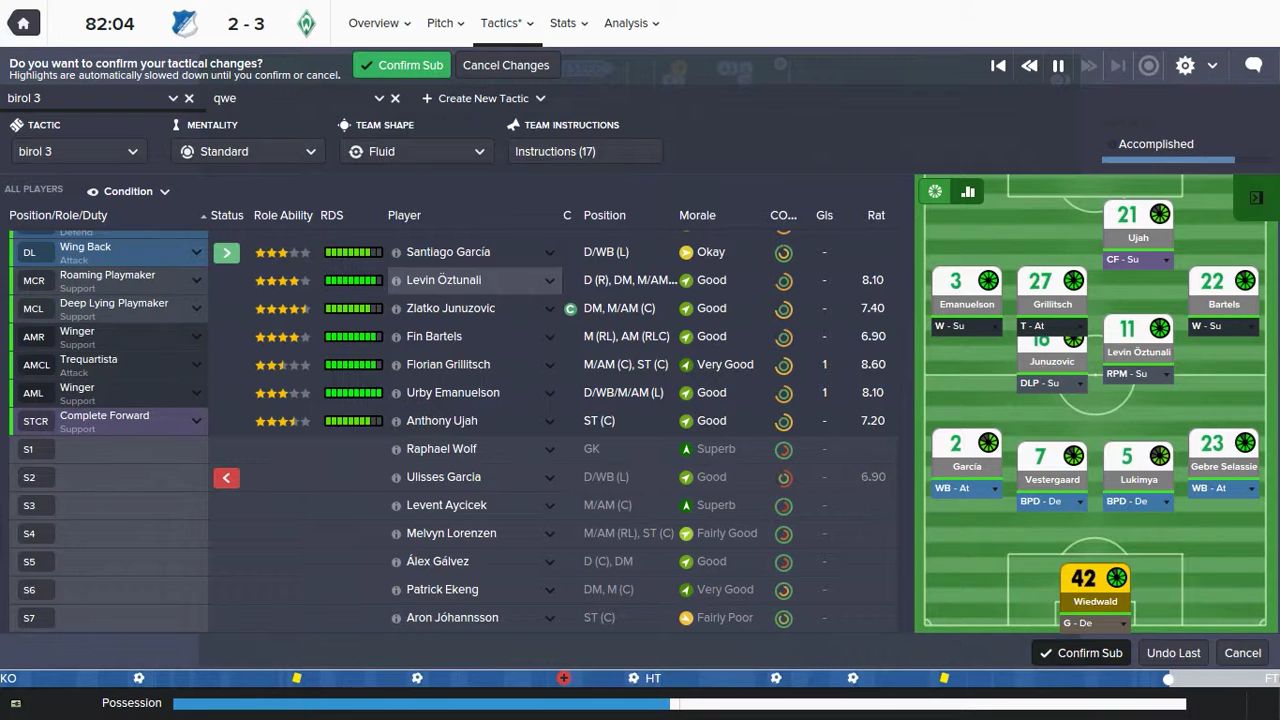 82:04
2 - 3
Overview
Pitch
Tactics*
Stats
Analysis
Do you want to confirm your tactical changes?
Highlights are automatically slowed down until you confirm or cancel.
Confirm Sub
Cancel Changes
birol 3
qwe
Create New Tactic
TACTIC
MENTALITY
TEAM SHAPE
TEAM INSTRUCTIONS
birol 3
Standard
Fluid
Instructions (17)
Accomplished
ALL PLAYERS
Condition
Position/Role/Duty Status Role Ability RDS Player C Position Morale CO... Gls Rat
Defend
DL Wing Back Attack Santiago García D/WB (L) Okay -
MCR Roaming Playmaker Support Levin Öztunali D (R), DM, M/AM... Good - 8.10
MCL Deep Lying Playmaker Support Zlatko Junuzovic C DM, M/AM (C) Good - 7.40
AMR Winger Support Fin Bartels M (RL), AM (RLC) Good - 6.90
AMCL Trequartista Attack Florian Grillitsch M/AM (C), ST (C) Very Good 1 8.60
AML Winger Support Urby Emanuelson D/WB/M/AM (L) Good 1 8.10
STCR Complete Forward Support Anthony Ujah ST (C) Good - 7.20
S1 Raphael Wolf GK Superb -
S2 Ulisses Garcia D/WB (L) Good - 6.90
S3 Levent Aycicek M/AM (C) Superb -
S4 Melvyn Lorenzen M/AM (RL), ST (C) Fairly Good -
S5 Álex Gálvez D (C), DM Good -
S6 Patrick Ekeng DM, M (C) Very Good -
S7 Aron Jóhannsson ST (C) Fairly Poor -
21
Ujah
CF - Su
3
Emanuelson
W - Su
27
Grillitsch
T - At
22
Bartels
W - Su
16
Junuzovic
DLP - Su
11
Levin Öztunali
RPM - Su
2
García
WB - At
7
Vestergaard
BPD - De
5
Lukimya
BPD - De
23
Gebre Selassie
WB - At
42
Wiedwald
G - De
Confirm Sub
Undo Last
Cancel
KO
HT
FT
Possession